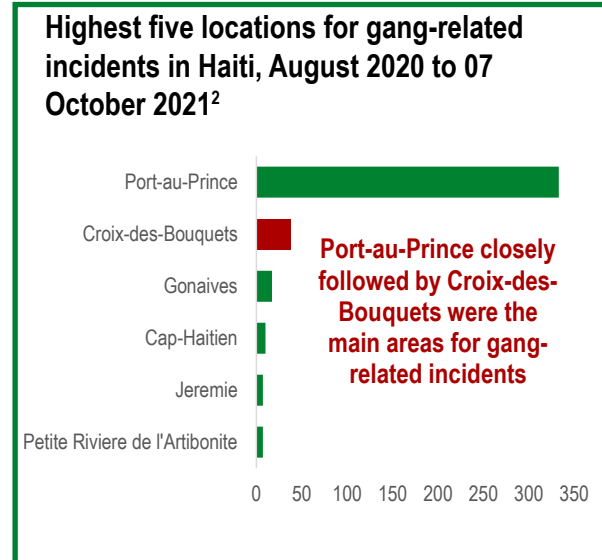 Highest five locations for gang-related
incidents in Haiti, August 2020 to 07
October 2021²
Port-au-Prince
Croix-des-Bouquets
Gonaives
Cap-Haitien
Jeremie
Petite Riviere de l'Artibonite
Port-au-Prince closely
followed by Croix-des-
Bouquets were the
main areas for gang-
related incidents
0 50 100 150 200 250 300 350